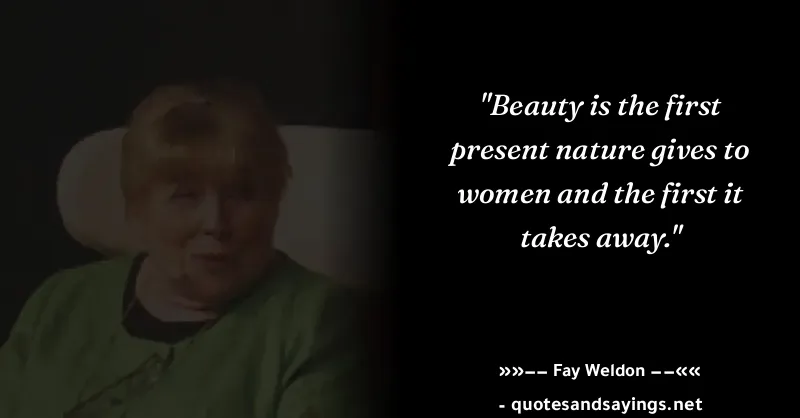 "Beauty is the first
present nature gives to
women and the first it
takes away."
»»–– Fay Weldon ––««
- quotesandsayings.net